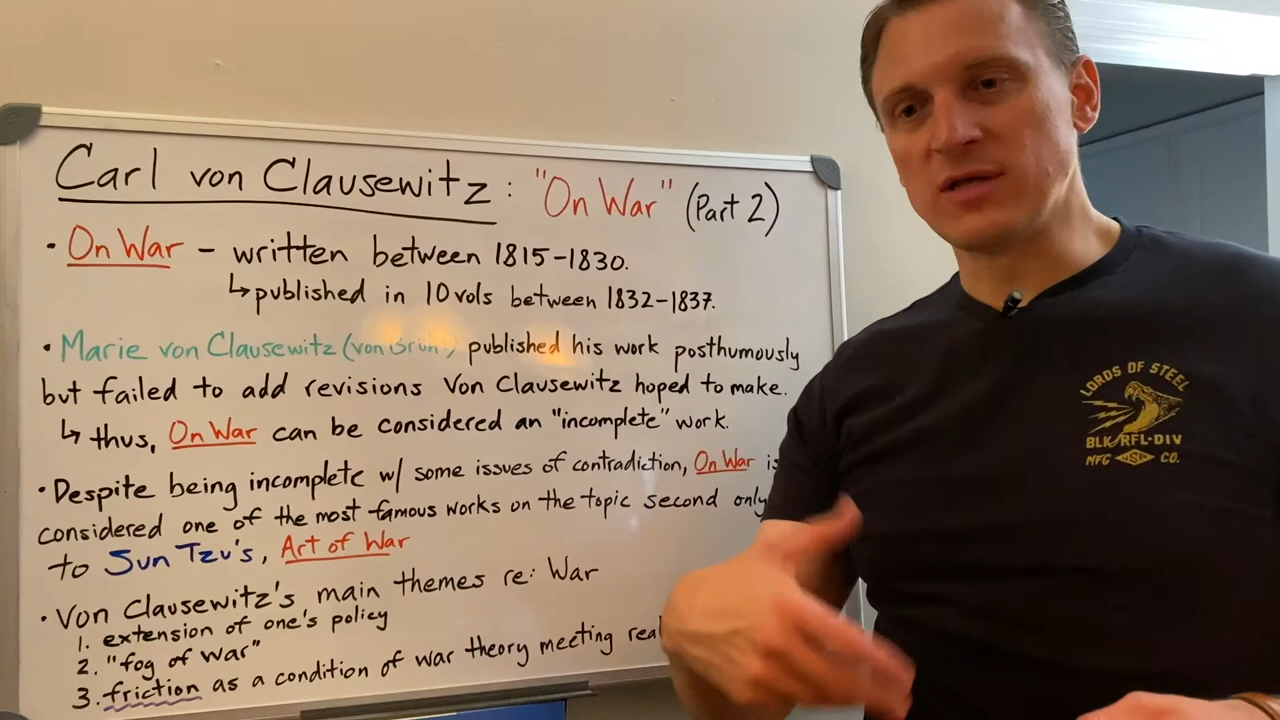 Carl von Clausewitz: "On War" (Part 2)
• On War – written between 1815–1830.
↳ published in 10 vols between 1832–1837.
• Marie von Clausewitz (von Brühl) published his work posthumously
but failed to add revisions Von Clausewitz hoped to make.
↳ thus, On War can be considered an "incomplete" work.
• Despite being incomplete w/ some issues of contradiction, On War is
considered one of the most famous works on the topic second only
to Sun Tzu's, Art of War
• Von Clausewitz's main themes re: War
1. extension of one's policy
2. "fog of war"
3. friction as a condition of war theory meeting
LORDS OF STEEL
BLK RFL-DIV
MFG USA CO.